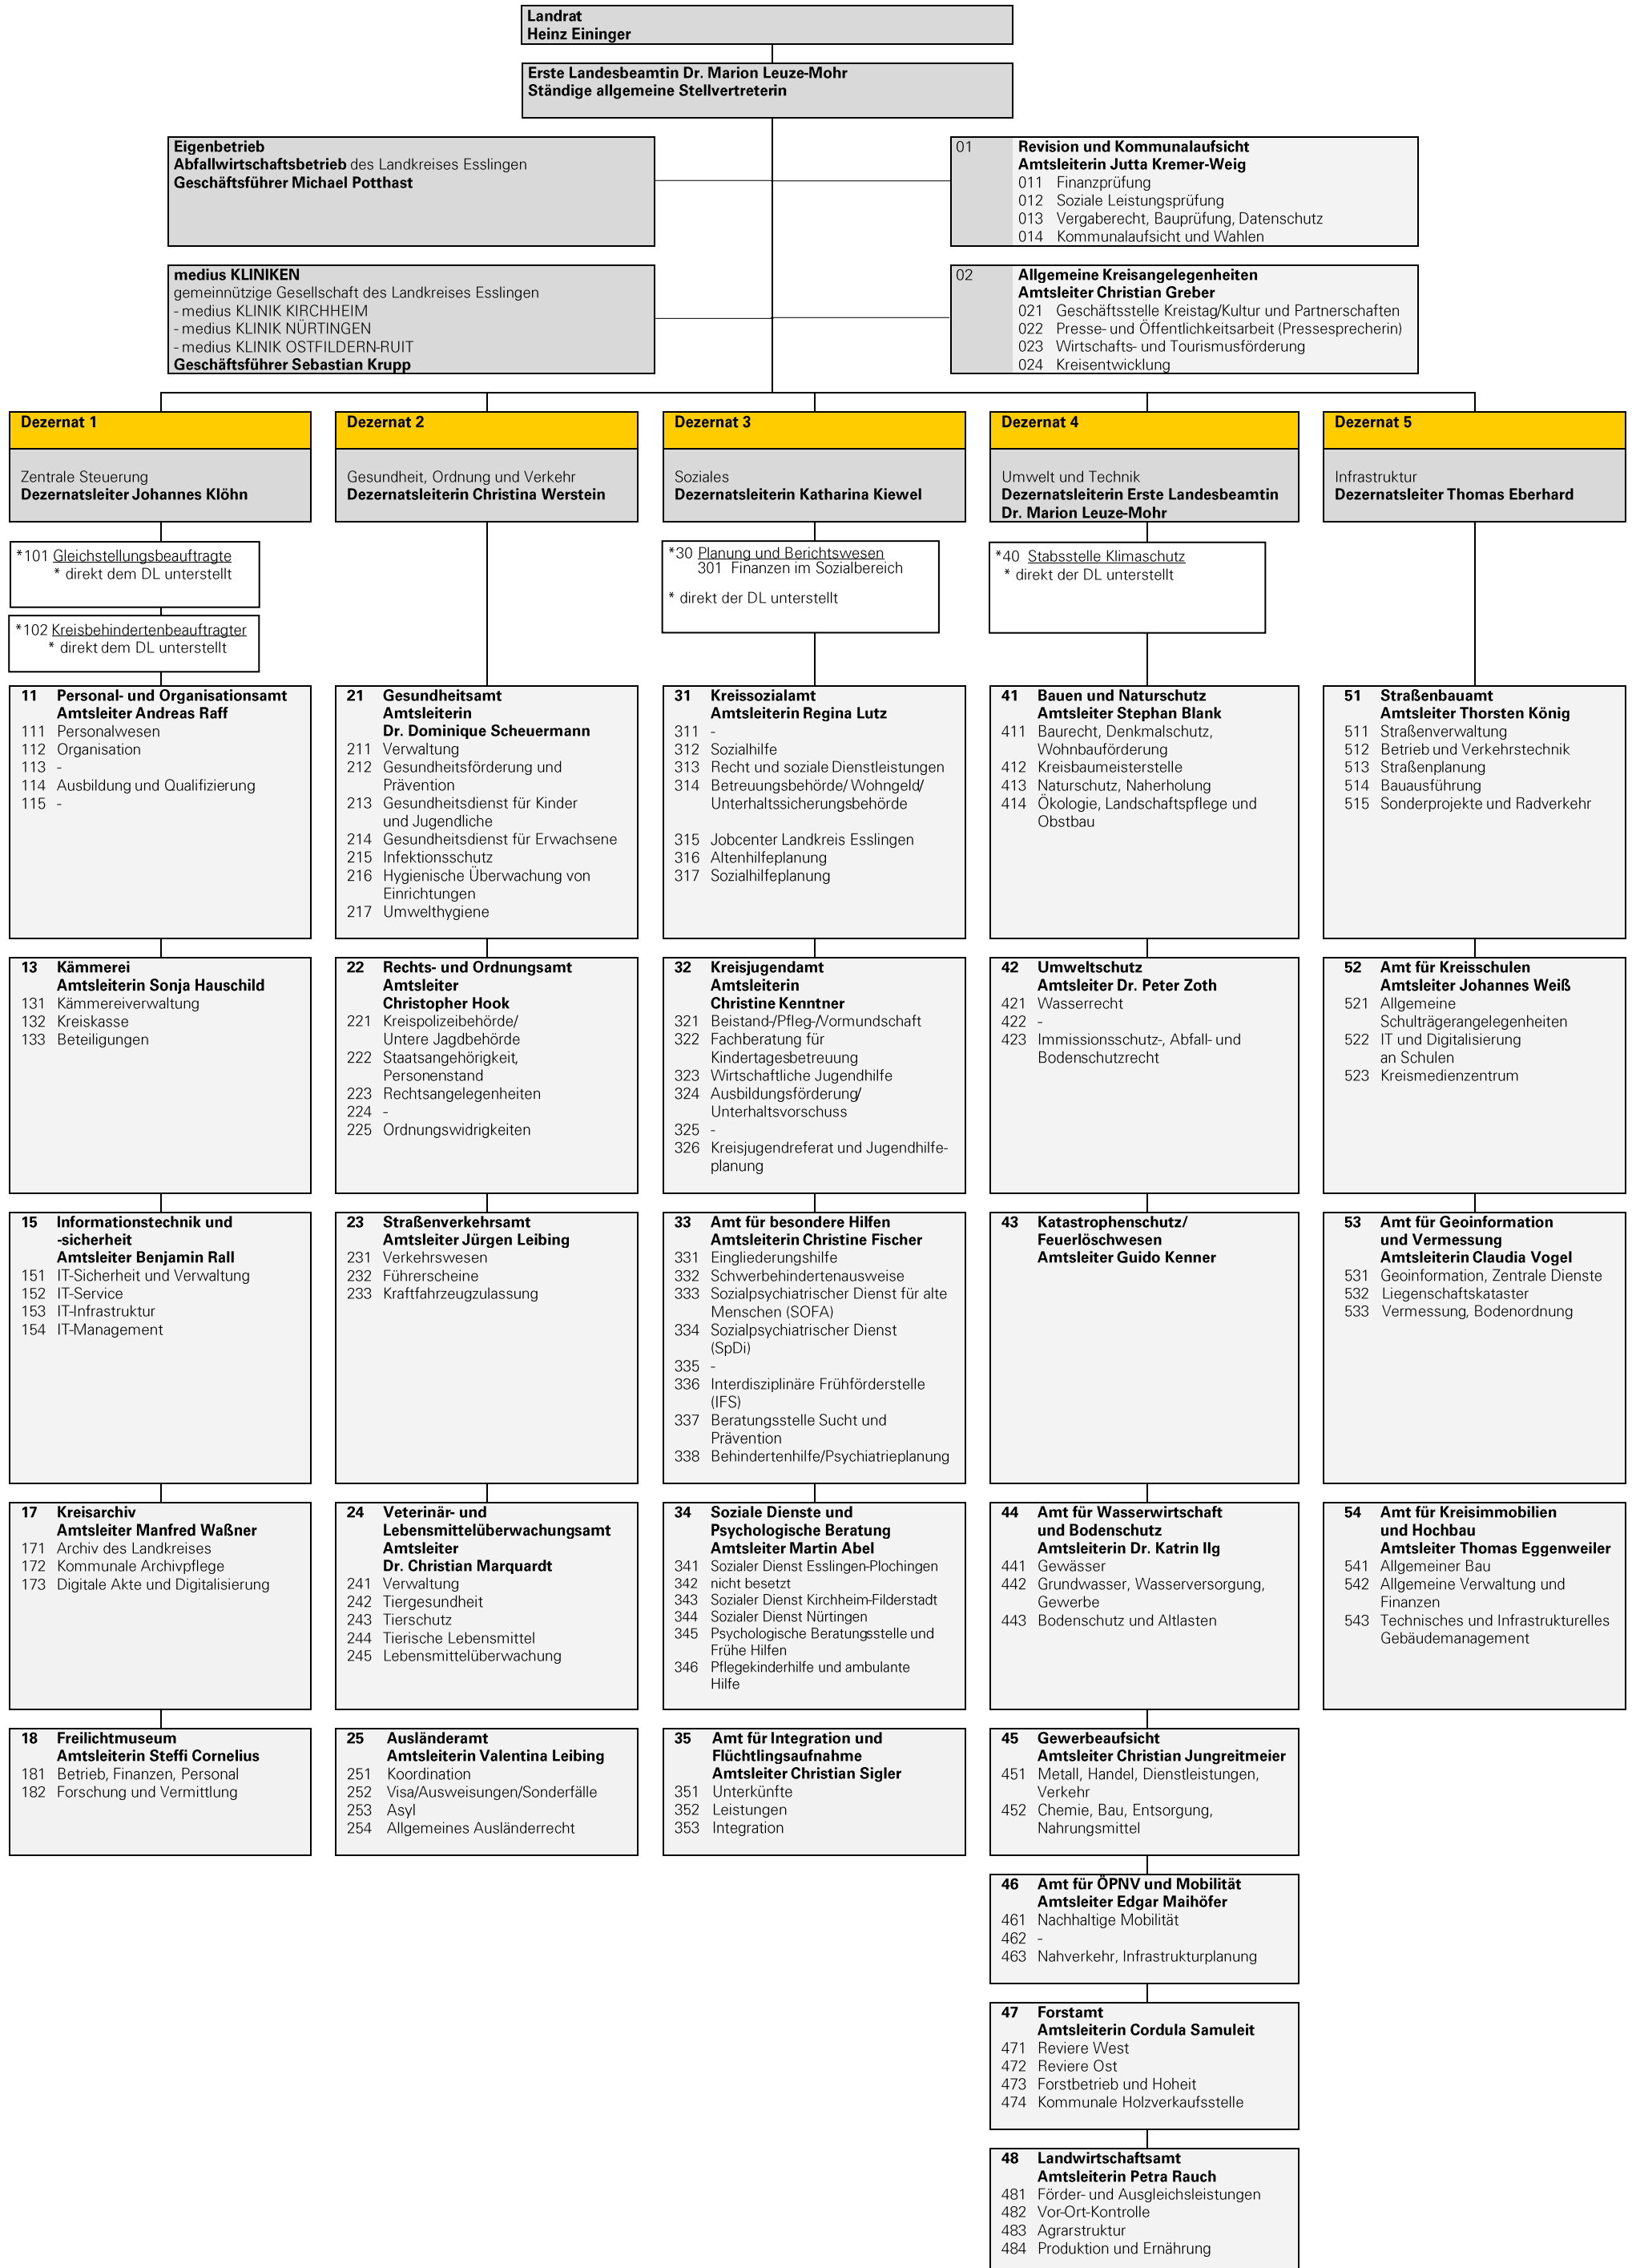 Landrat
Heinz Eininger
Erste Landesbeamtin Dr. Marion Leuze-Mohr
Ständige allgemeine Stellvertreterin
Eigenbetrieb
Abfallwirtschaftsbetrieb des Landkreises Esslingen
Geschäftsführer Michael Potthast
01 Revision und Kommunalaufsicht
Amtsleiterin Jutta Kremer-Weig
011 Finanzprüfung
012 Soziale Leistungsprüfung
013 Vergaberecht, Bauprüfung, Datenschutz
014 Kommunalaufsicht und Wahlen
medius KLINIKEN
gemeinnützige Gesellschaft des Landkreises Esslingen
- medius KLINIK KIRCHHEIM
- medius KLINIK NÜRTINGEN
- medius KLINIK OSTFILDERN-RUIT
Geschäftsführer Sebastian Krupp
02 Allgemeine Kreisangelegenheiten
Amtsleiter Christian Greber
021 Geschäftsstelle Kreistag/Kultur und Partnerschaften
022 Presse- und Öffentlichkeitsarbeit (Pressesprecherin)
023 Wirtschafts- und Tourismusförderung
024 Kreisentwicklung
Dezernat 1
Zentrale Steuerung
Dezernatsleiter Johannes Klöhn
*101 Gleichstellungsbeauftragte
* direkt dem DL unterstellt
*102 Kreisbehindertenbeauftragter
* direkt dem DL unterstellt
11 Personal- und Organisationsamt
Amtsleiter Andreas Raff
111 Personalwesen
112 Organisation
113 -
114 Ausbildung und Qualifizierung
115 -
13 Kämmerei
Amtsleiterin Sonja Hauschild
131 Kämmereiverwaltung
132 Kreiskasse
133 Beteiligungen
15 Informationstechnik und
-sicherheit
Amtsleiter Benjamin Rall
151 IT-Sicherheit und Verwaltung
152 IT-Service
153 IT-Infrastruktur
154 IT-Management
17 Kreisarchiv
Amtsleiter Manfred Waßner
171 Archiv des Landkreises
172 Kommunale Archivpflege
173 Digitale Akte und Digitalisierung
18 Freilichtmuseum
Amtsleiterin Steffi Cornelius
181 Betrieb, Finanzen, Personal
182 Forschung und Vermittlung
Dezernat 2
Gesundheit, Ordnung und Verkehr
Dezernatsleiterin Christina Werstein
21 Gesundheitsamt
Amtsleiterin
Dr. Dominique Scheuermann
211 Verwaltung
212 Gesundheitsförderung und
Prävention
213 Gesundheitsdienst für Kinder
und Jugendliche
214 Gesundheitsdienst für Erwachsene
215 Infektionsschutz
216 Hygienische Überwachung von
Einrichtungen
217 Umwelthygiene
22 Rechts- und Ordnungsamt
Amtsleiter
Christopher Hook
221 Kreispolizeibehörde/
Untere Jagdbehörde
222 Staatsangehörigkeit,
Personenstand
223 Rechtsangelegenheiten
224 -
225 Ordnungswidrigkeiten
23 Straßenverkehrsamt
Amtsleiter Jürgen Leibing
231 Verkehrswesen
232 Führerscheine
233 Kraftfahrzeugzulassung
24 Veterinär- und
Lebensmittelüberwachungsamt
Amtsleiter
Dr. Christian Marquardt
241 Verwaltung
242 Tiergesundheit
243 Tierschutz
244 Tierische Lebensmittel
245 Lebensmittelüberwachung
25 Ausländeramt
Amtsleiterin Valentina Leibing
251 Koordination
252 Visa/Ausweisungen/Sonderfälle
253 Asyl
254 Allgemeines Ausländerrecht
Dezernat 3
Soziales
Dezernatsleiterin Katharina Kiewel
*30 Planung und Berichtswesen
301 Finanzen im Sozialbereich
* direkt der DL unterstellt
31 Kreissozialamt
Amtsleiterin Regina Lutz
311 -
312 Sozialhilfe
313 Recht und soziale Dienstleistungen
314 Betreuungsbehörde/ Wohngeld/
Unterhaltssicherungsbehörde
315 Jobcenter Landkreis Esslingen
316 Altenhilfeplanung
317 Sozialhilfeplanung
32 Kreisjugendamt
Amtsleiterin
Christine Kenntner
321 Beistand-/Pfleg-/Vormundschaft
322 Fachberatung für
Kindertagesbetreuung
323 Wirtschaftliche Jugendhilfe
324 Ausbildungsförderung/
Unterhaltsvorschuss
325 -
326 Kreisjugendreferat und Jugendhilfe-
planung
33 Amt für besondere Hilfen
Amtsleiterin Christine Fischer
331 Eingliederungshilfe
332 Schwerbehindertenausweise
333 Sozialpsychiatrischer Dienst für alte
Menschen (SOFA)
334 Sozialpsychiatrischer Dienst
(SpDi)
335 -
336 Interdisziplinäre Frühförderstelle
(IFS)
337 Beratungsstelle Sucht und
Prävention
338 Behindertenhilfe/Psychiatrieplanung
34 Soziale Dienste und
Psychologische Beratung
Amtsleiter Martin Abel
341 Sozialer Dienst Esslingen-Plochingen
342 nicht besetzt
343 Sozialer Dienst Kirchheim-Filderstadt
344 Sozialer Dienst Nürtingen
345 Psychologische Beratungsstelle und
Frühe Hilfen
346 Pflegekinderhilfe und ambulante
Hilfe
35 Amt für Integration und
Flüchtlingsaufnahme
Amtsleiter Christian Sigler
351 Unterkünfte
352 Leistungen
353 Integration
Dezernat 4
Umwelt und Technik
Dezernatsleiterin Erste Landesbeamtin
Dr. Marion Leuze-Mohr
*40 Stabsstelle Klimaschutz
* direkt der DL unterstellt
41 Bauen und Naturschutz
Amtsleiter Stephan Blank
411 Baurecht, Denkmalschutz,
Wohnbauförderung
412 Kreisbaumeisterstelle
413 Naturschutz, Naherholung
414 Ökologie, Landschaftspflege und
Obstbau
42 Umweltschutz
Amtsleiter Dr. Peter Zoth
421 Wasserrecht
422 -
423 Immissionsschutz-, Abfall- und
Bodenschutzrecht
43 Katastrophenschutz/
Feuerlöschwesen
Amtsleiter Guido Kenner
44 Amt für Wasserwirtschaft
und Bodenschutz
Amtsleiterin Dr. Katrin Ilg
441 Gewässer
442 Grundwasser, Wasserversorgung,
Gewerbe
443 Bodenschutz und Altlasten
45 Gewerbeaufsicht
Amtsleiter Christian Jungreitmeier
451 Metall, Handel, Dienstleistungen,
Verkehr
452 Chemie, Bau, Entsorgung,
Nahrungsmittel
46 Amt für ÖPNV und Mobilität
Amtsleiter Edgar Maihöfer
461 Nachhaltige Mobilität
462 -
463 Nahverkehr, Infrastrukturplanung
47 Forstamt
Amtsleiterin Cordula Samuleit
471 Reviere West
472 Reviere Ost
473 Forstbetrieb und Hoheit
474 Kommunale Holzverkaufsstelle
48 Landwirtschaftsamt
Amtsleiterin Petra Rauch
481 Förder- und Ausgleichsleistungen
482 Vor-Ort-Kontrolle
483 Agrarstruktur
484 Produktion und Ernährung
Dezernat 5
Infrastruktur
Dezernatsleiter Thomas Eberhard
51 Straßenbauamt
Amtsleiter Thorsten König
511 Straßenverwaltung
512 Betrieb und Verkehrstechnik
513 Straßenplanung
514 Bauausführung
515 Sonderprojekte und Radverkehr
52 Amt für Kreisschulen
Amtsleiter Johannes Weiß
521 Allgemeine
Schulträgerangelegenheiten
522 IT und Digitalisierung
an Schulen
523 Kreismedienzentrum
53 Amt für Geoinformation
und Vermessung
Amtsleiterin Claudia Vogel
531 Geoinformation, Zentrale Dienste
532 Liegenschaftskataster
533 Vermessung, Bodenordnung
54 Amt für Kreisimmobilien
und Hochbau
Amtsleiter Thomas Eggenweiler
541 Allgemeiner Bau
542 Allgemeine Verwaltung und
Finanzen
543 Technisches und Infrastrukturelles
Gebäudemanagement